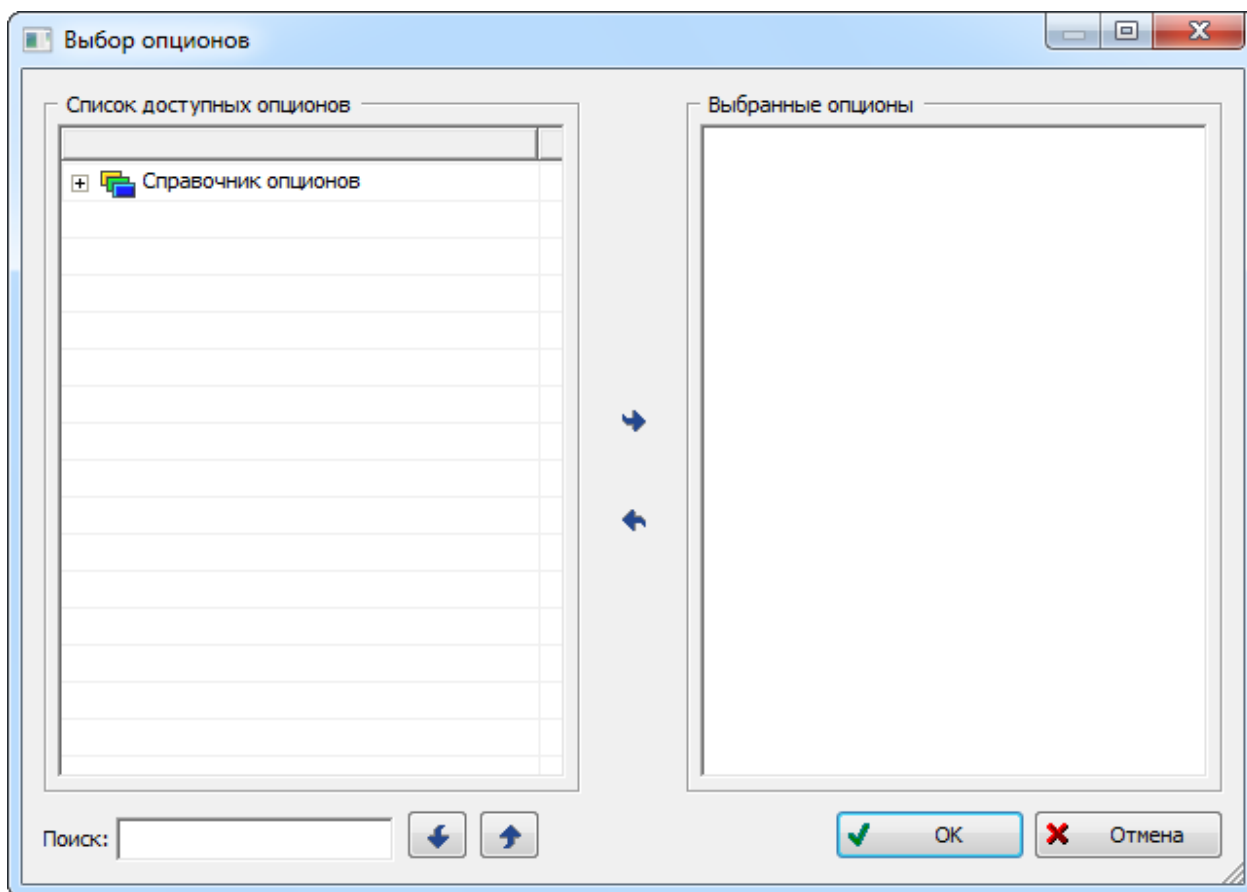 Выбор опционов
Список доступных опционов
Выбранные опционы
Справочник опционов
Поиск:
OK
Отмена